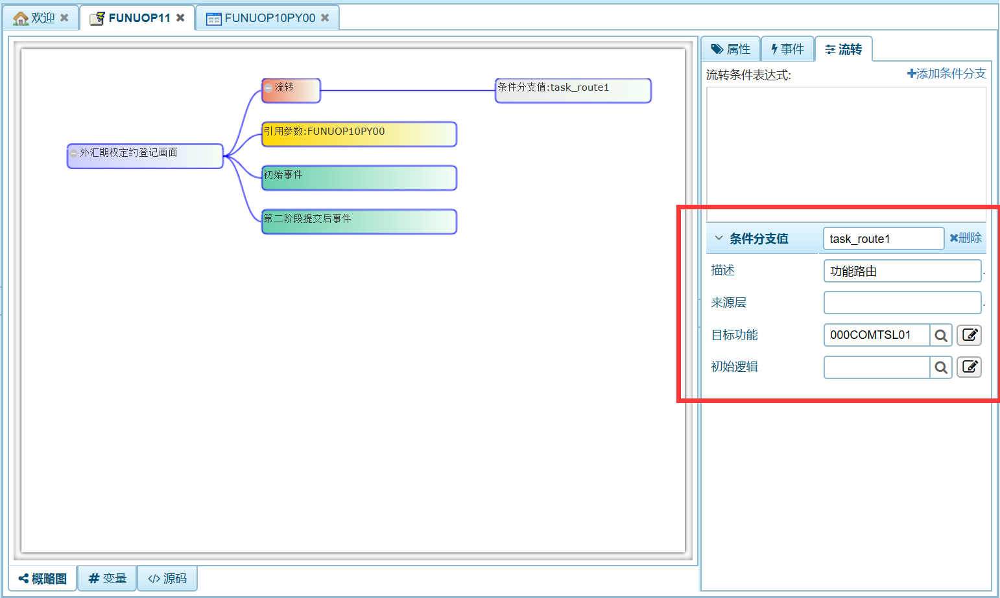 欢迎
FUNUOP11
FUNUOP10PY00
流转
条件分支值:task_route1
引用参数:FUNUOP10PY00
外汇期权定约登记画面
初始事件
第二阶段提交后事件
属性
事件
流转
流转条件表达式:
添加条件分支
条件分支值
task_route1
删除
描述
功能路由
.
来源层
.
目标功能
000COMTSL01
初始逻辑
概略图
# 变量
</> 源码